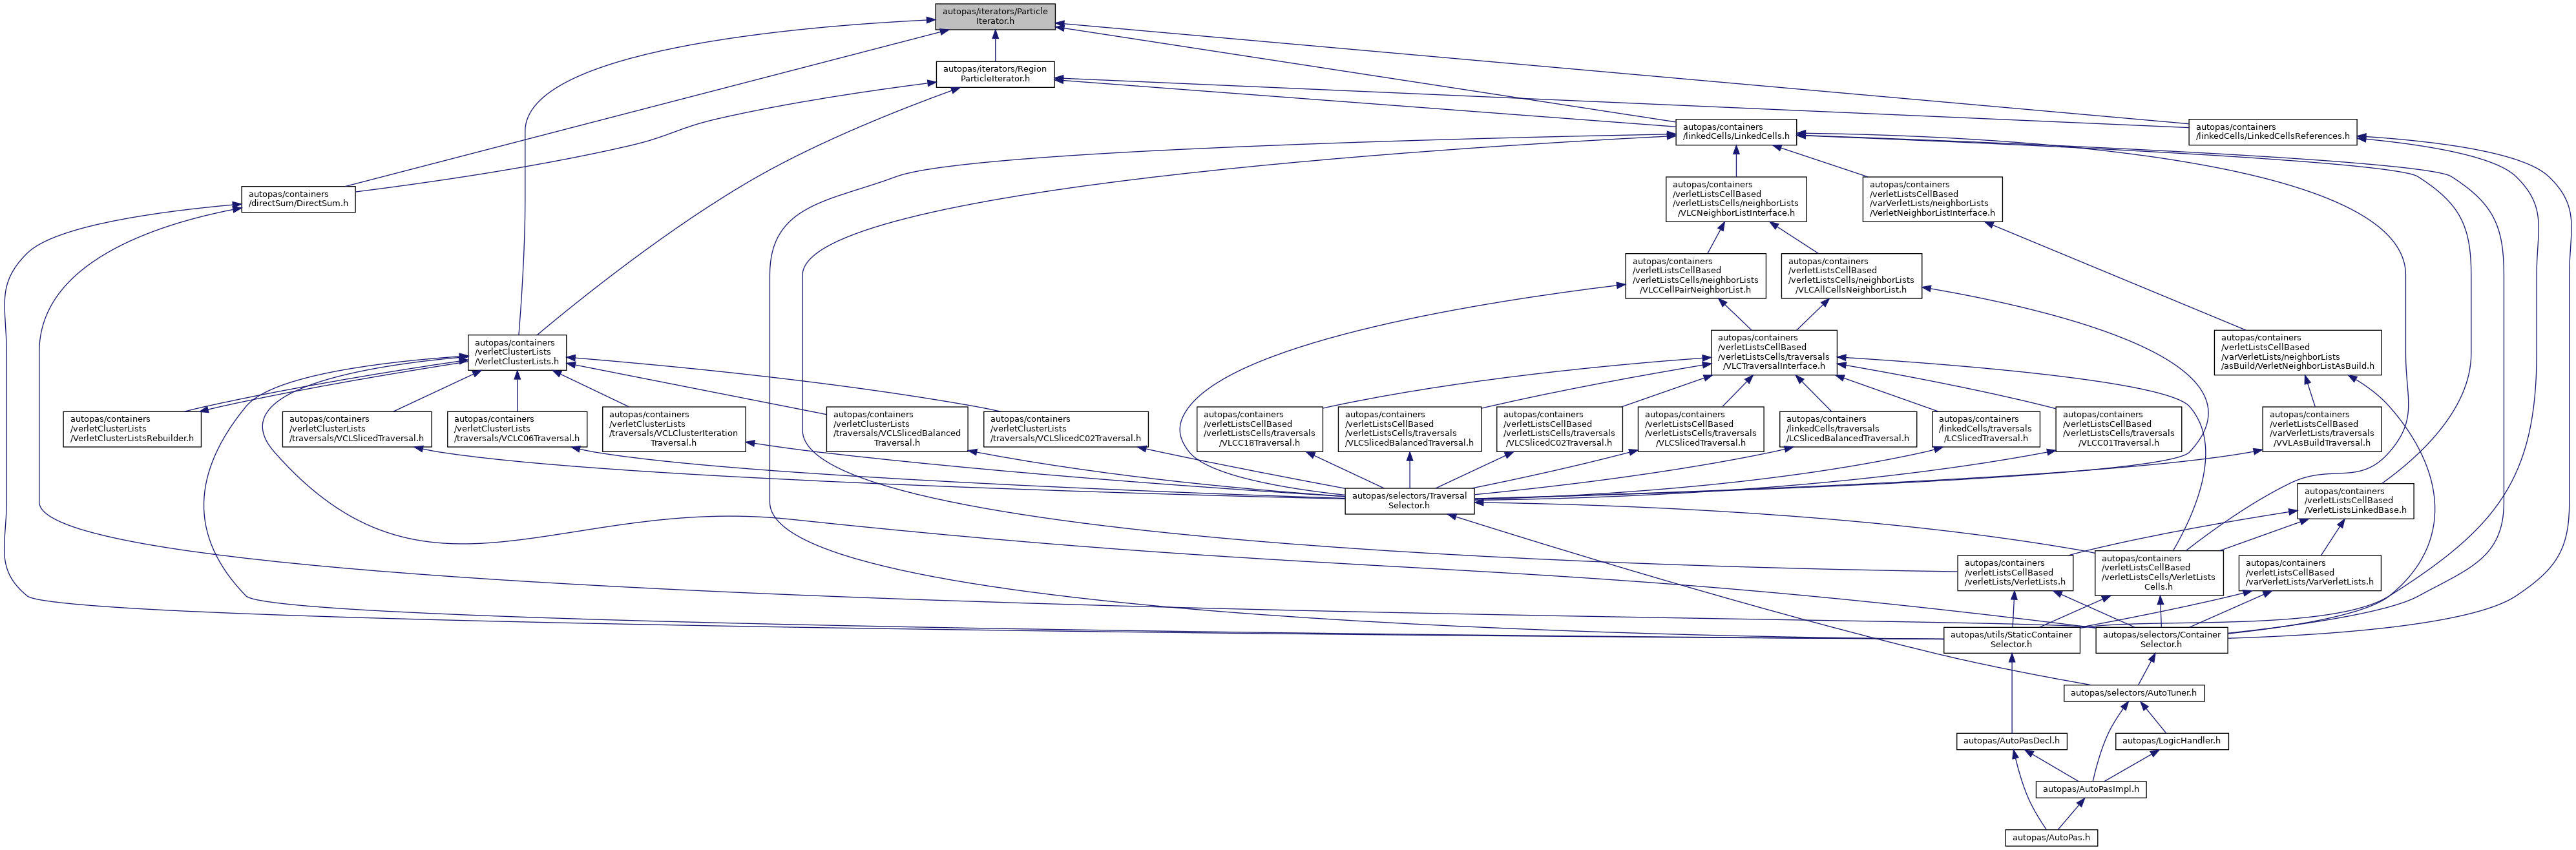 autopas/iterators/Particle
Iterator.h
autopas/iterators/Region
ParticleIterator.h
autopas/containers
/linkedCells/LinkedCells.h
autopas/containers
/linkedCells/LinkedCellsReferences.h
autopas/containers
/directSum/DirectSum.h
autopas/containers
/verletListsCellBased
/verletListsCells/neighborLists
/VLCNeighborListInterface.h
autopas/containers
/verletListsCellBased
/varVerletLists/neighborLists
/VerletNeighborListInterface.h
autopas/containers
/verletListsCellBased
/verletListsCells/neighborLists
/VLCCellPairNeighborList.h
autopas/containers
/verletListsCellBased
/verletListsCells/neighborLists
/VLCAllCellsNeighborList.h
autopas/containers
/verletClusterLists
/VerletClusterLists.h
autopas/containers
/verletListsCellBased
/verletListsCells/traversals
/VLCTraversalInterface.h
autopas/containers
/verletListsCellBased
/varVerletLists/neighborLists
/asBuild/VerletNeighborListAsBuild.h
autopas/containers
/verletClusterLists
/VerletClusterListsRebuilder.h
autopas/containers
/verletClusterLists
/traversals/VCLSlicedTraversal.h
autopas/containers
/verletClusterLists
/traversals/VCLC06Traversal.h
autopas/containers
/verletClusterLists
/traversals/VCLClusterIteration
Traversal.h
autopas/containers
/verletClusterLists
/traversals/VCLSlicedBalanced
Traversal.h
autopas/containers
/verletClusterLists
/traversals/VCLSlicedC02Traversal.h
autopas/containers
/verletListsCellBased
/verletListsCells/traversals
/VLCC18Traversal.h
autopas/containers
/verletListsCellBased
/verletListsCells/traversals
/VLCSlicedBalancedTraversal.h
autopas/containers
/verletListsCellBased
/verletListsCells/traversals
/VLCSlicedC02Traversal.h
autopas/containers
/verletListsCellBased
/verletListsCells/traversals
/VLCSlicedTraversal.h
autopas/containers
/linkedCells/traversals
/LCSlicedBalancedTraversal.h
autopas/containers
/linkedCells/traversals
/LCSlicedTraversal.h
autopas/containers
/verletListsCellBased
/verletListsCells/traversals
/VLCC01Traversal.h
autopas/containers
/verletListsCellBased
/varVerletLists/traversals
/VVLAsBuildTraversal.h
autopas/selectors/Traversal
Selector.h
autopas/containers
/verletListsCellBased
/VerletListsLinkedBase.h
autopas/containers
/verletListsCellBased
/verletLists/VerletLists.h
autopas/containers
/verletListsCellBased
/verletListsCells/VerletLists
Cells.h
autopas/containers
/verletListsCellBased
/varVerletLists/VarVerletLists.h
autopas/utils/StaticContainer
Selector.h
autopas/selectors/Container
Selector.h
autopas/selectors/AutoTuner.h
autopas/AutoPasDecl.h
autopas/LogicHandler.h
autopas/AutoPasImpl.h
autopas/AutoPas.h